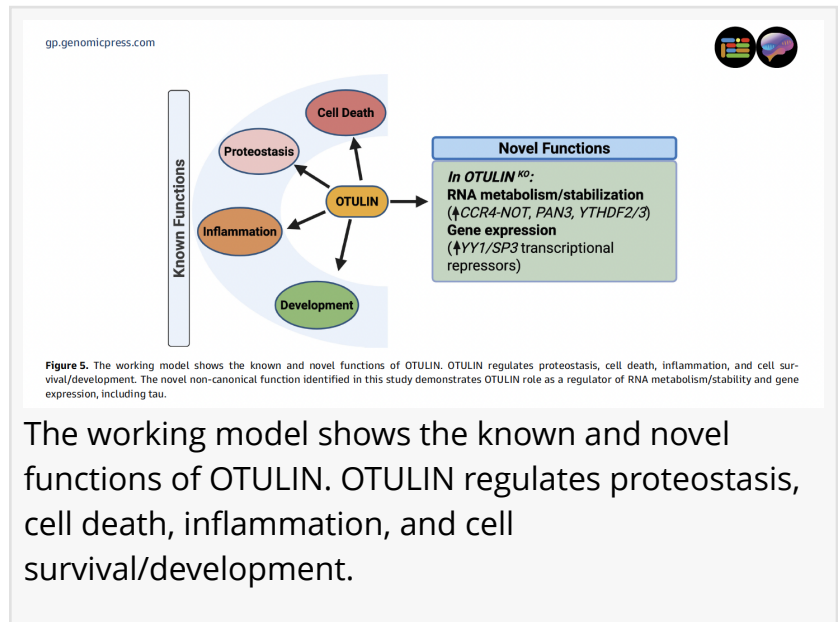 gp.genomicpress.com
Known Functions
Cell Death
Proteostasis
OTULIN
Inflammation
Development
Novel Functions
In OTULIN KO:
RNA metabolism/stabilization
(↑CCR4-NOT, PAN3, YTHDF2/3)
Gene expression
(↑YY1/SP3 transcriptional
repressors)
Figure 5. The working model shows the known and novel functions of OTULIN. OTULIN regulates proteostasis, cell death, inflammation, and cell sur-
vival/development. The novel non-canonical function identified in this study demonstrates OTULIN role as a regulator of RNA metabolism/stability and gene
expression, including tau.
The working model shows the known and novel
functions of OTULIN. OTULIN regulates proteostasis,
cell death, inflammation, and cell
survival/development.